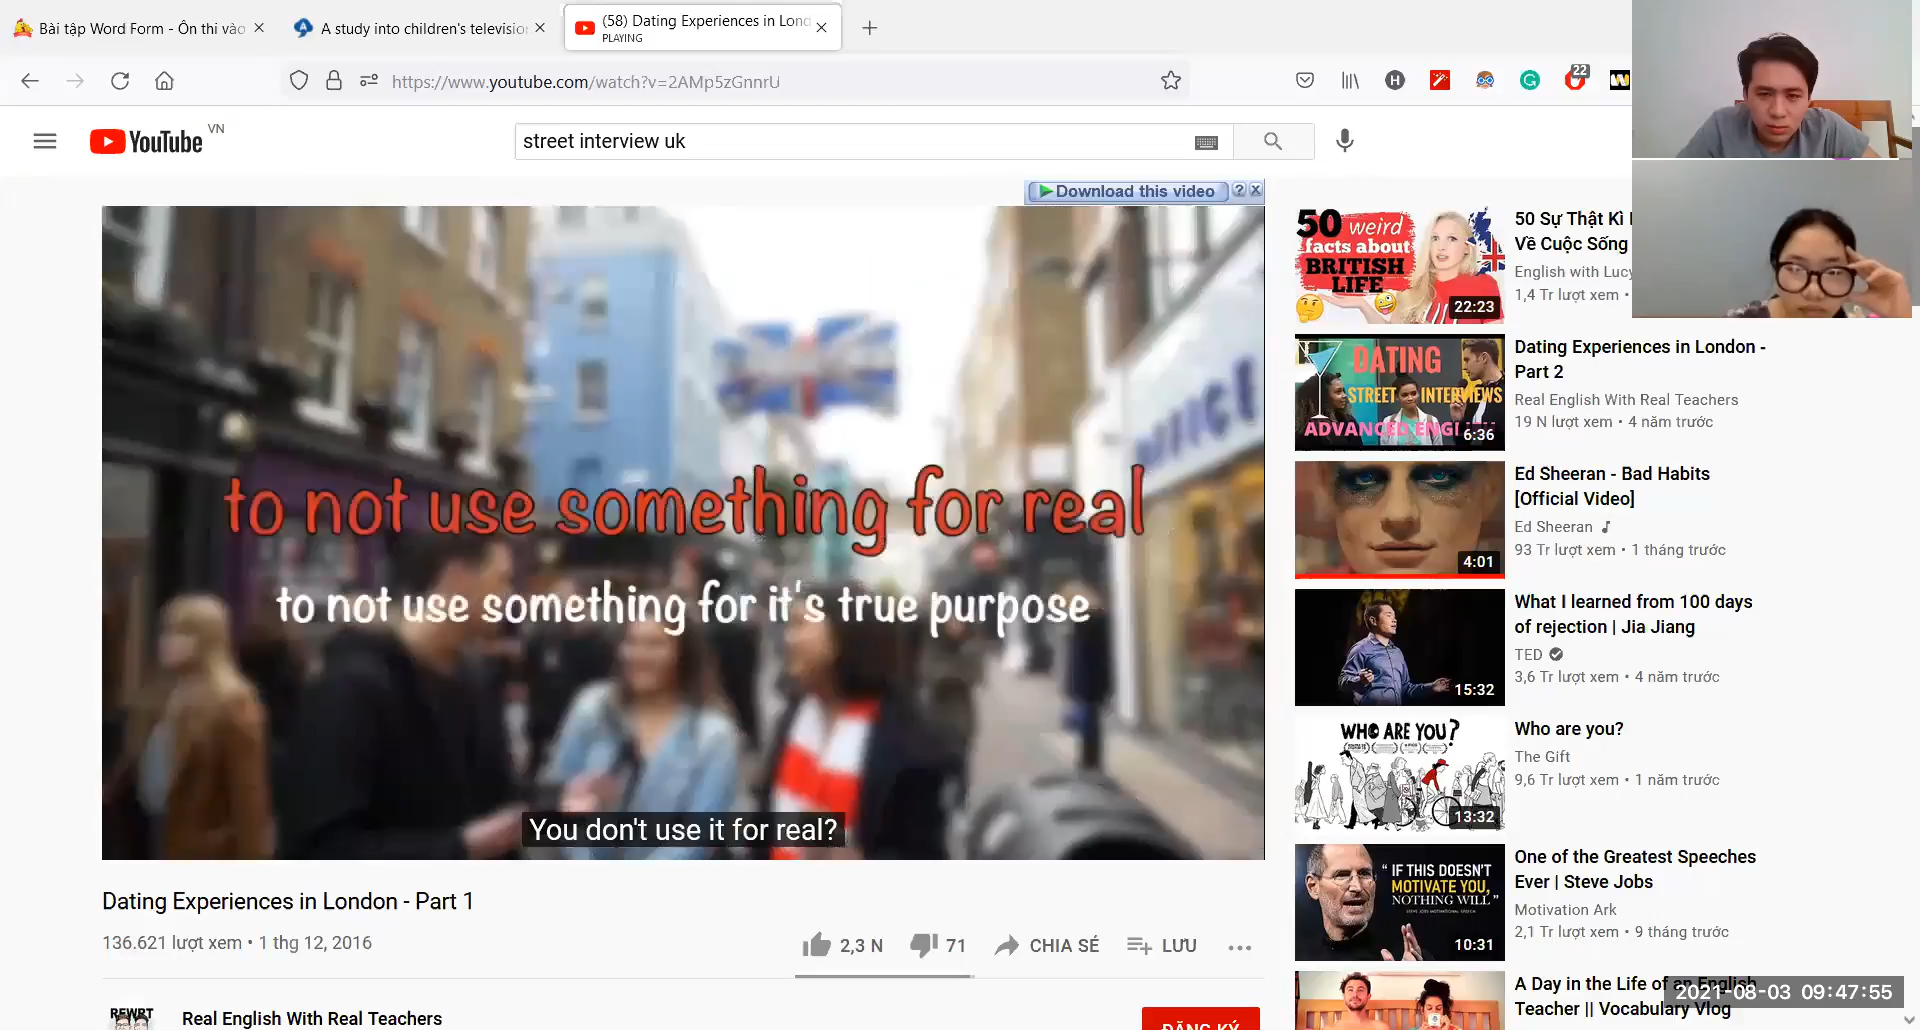 Bài tập Word Form - Ôn thi vào
A study into children's televisio
(58) Dating Experiences in Lond
PLAYING
https://www.youtube.com/watch?v=2AMp5zGnnrU
22
YouTube VN
street interview uk
Download this video
to not use something for real
to not use something for it's true purpose
You don't use it for real?
Dating Experiences in London - Part 1
136.621 lượt xem • 1 thg 12, 2016
2,3 N
71
CHIA SẺ
LƯU
REWRT
Real English With Real Teachers
ĐĂNG KÝ
50 weird
facts about
BRITISH
LIFE
22:23
50 Sự Thật Kì
Về Cuộc Sống
English with Lucy
1,4 Tr lượt xem •
DATING
STREET INTERVIEWS
ADVANCED ENGL
6:36
Dating Experiences in London -
Part 2
Real English With Real Teachers
19 N lượt xem • 4 năm trước
4:01
Ed Sheeran - Bad Habits
[Official Video]
Ed Sheeran
93 Tr lượt xem • 1 tháng trước
15:32
What I learned from 100 days
of rejection | Jia Jiang
TED
3,6 Tr lượt xem • 4 năm trước
WHO ARE YOU?
13:32
Who are you?
The Gift
9,6 Tr lượt xem • 1 năm trước
"IF THIS DOESN'T
MOTIVATE YOU,
NOTHING WILL"
10:31
One of the Greatest Speeches
Ever | Steve Jobs
Motivation Ark
2,1 Tr lượt xem • 9 tháng trước
A Day in the Life of an English
Teacher || Vocabulary Vlog
2021-08-03 09:47:55